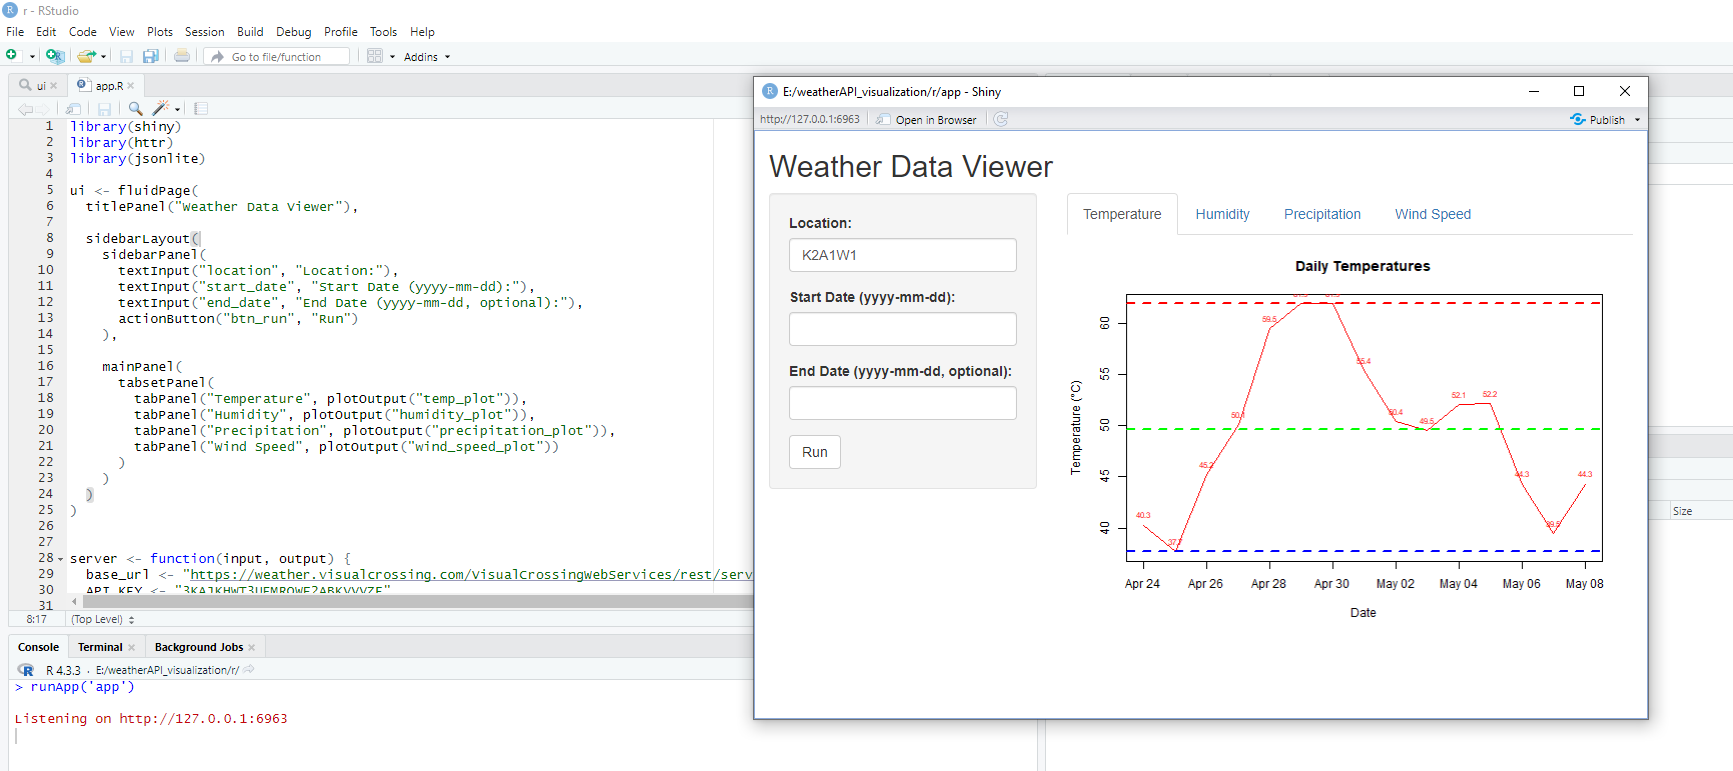 r - RStudio
File Edit Code View Plots Session Build Debug Profile Tools Help
Go to file/function
Addins
ui
app.R
1 library(shiny)
2 library(httr)
3 library(jsonlite)
4
5 ui <- fluidPage(
6 titlePanel("Weather Data Viewer"),
7
8 sidebarLayout(
9 sidebarPanel(
10 textInput("location", "Location:"),
11 textInput("start_date", "Start Date (yyyy-mm-dd):"),
12 textInput("end_date", "End Date (yyyy-mm-dd, optional):"),
13 actionButton("btn_run", "Run")
14 ),
15
16 mainPanel(
17 tabsetPanel(
18 tabPanel("Temperature", plotOutput("temp_plot")),
19 tabPanel("Humidity", plotOutput("humidity_plot")),
20 tabPanel("Precipitation", plotOutput("precipitation_plot")),
21 tabPanel("Wind Speed", plotOutput("wind_speed_plot"))
22 )
23 )
24 )
25 )
26
27
28 server <- function(input, output) {
29 base_url <- "https://weather.visualcrossing.com/VisualCrossingWebServices/rest/serv
30 API_KEY <-
31
8:17 (Top Level)
Console Terminal Background Jobs
R 4.3.3 · E:/weatherAPI_visualization/r/
> runApp('app')
Listening on http://127.0.0.1:6963
E:/weatherAPI_visualization/r/app - Shiny
http://127.0.0.1:6963 Open in Browser Publish
Weather Data Viewer
Location:
K2A1W1
Start Date (yyyy-mm-dd):
End Date (yyyy-mm-dd, optional):
Run
Temperature Humidity Precipitation Wind Speed
Daily Temperatures
Temperature (°C)
60
55
50
45
40
40.3
37.7
45.2
50.1
59.5
55.4
50.4
49.5
52.1
52.2
44.3
39.5
44.3
Apr 24 Apr 26 Apr 28 Apr 30 May 02 May 04 May 06 May 08
Date
Size